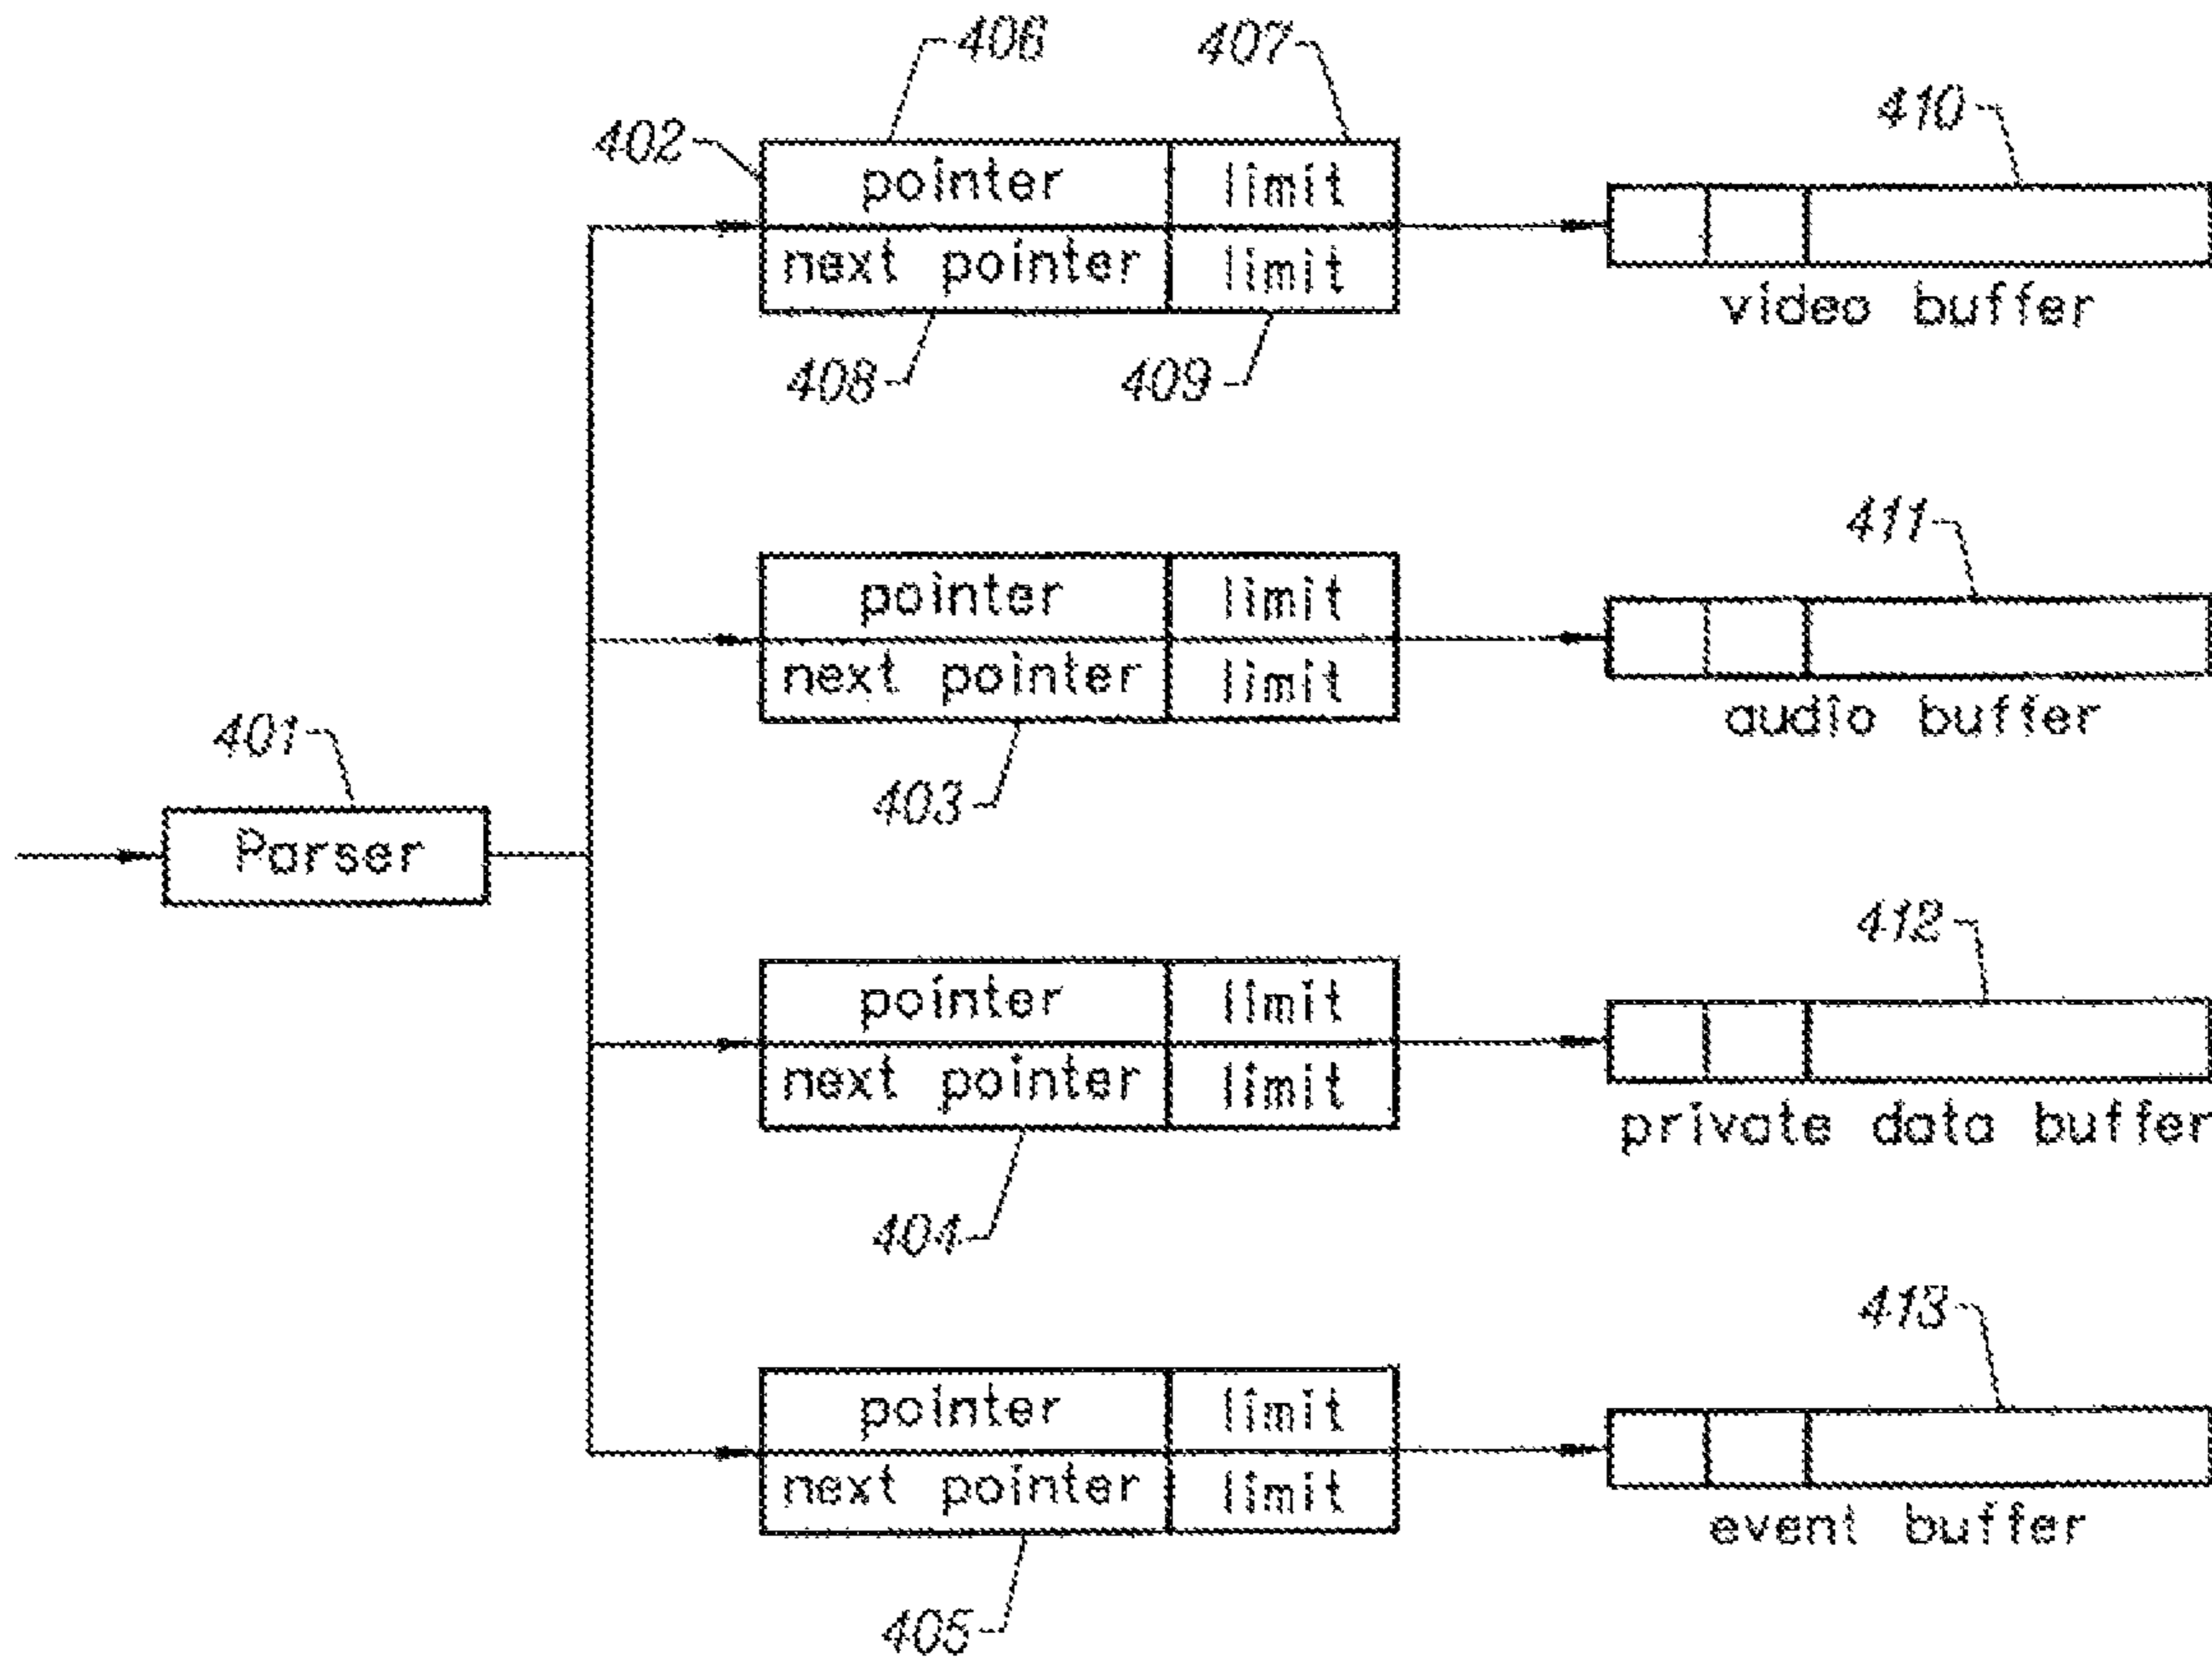 406
407
402
410
pointer limit
next pointer limit
video buffer
408
409
411
pointer limit
next pointer limit
audio buffer
401
403
Parser
412
pointer limit
next pointer limit
private data buffer
404
413
pointer limit
next pointer limit
event buffer
405